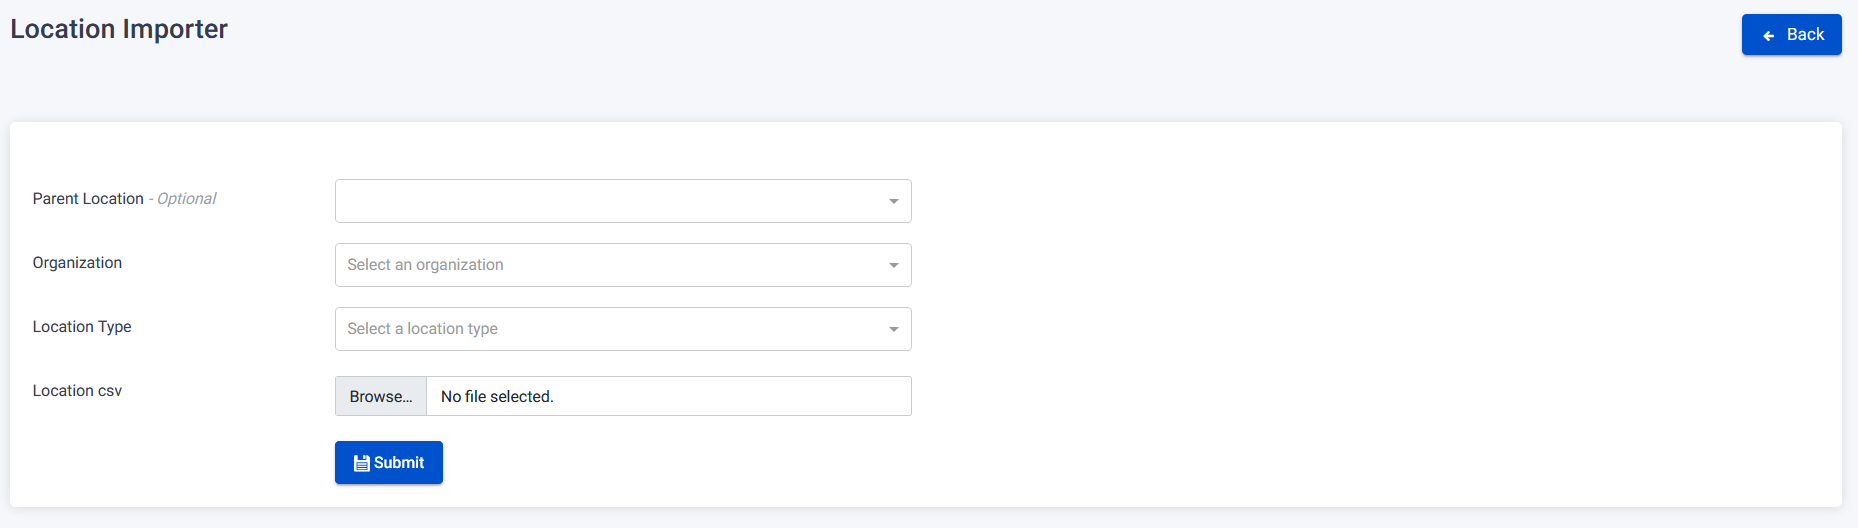 Location Importer
Back
Parent Location - Optional
Organization
Select an organization
Location Type
Select a location type
Location csv
Browse... No file selected.
Submit